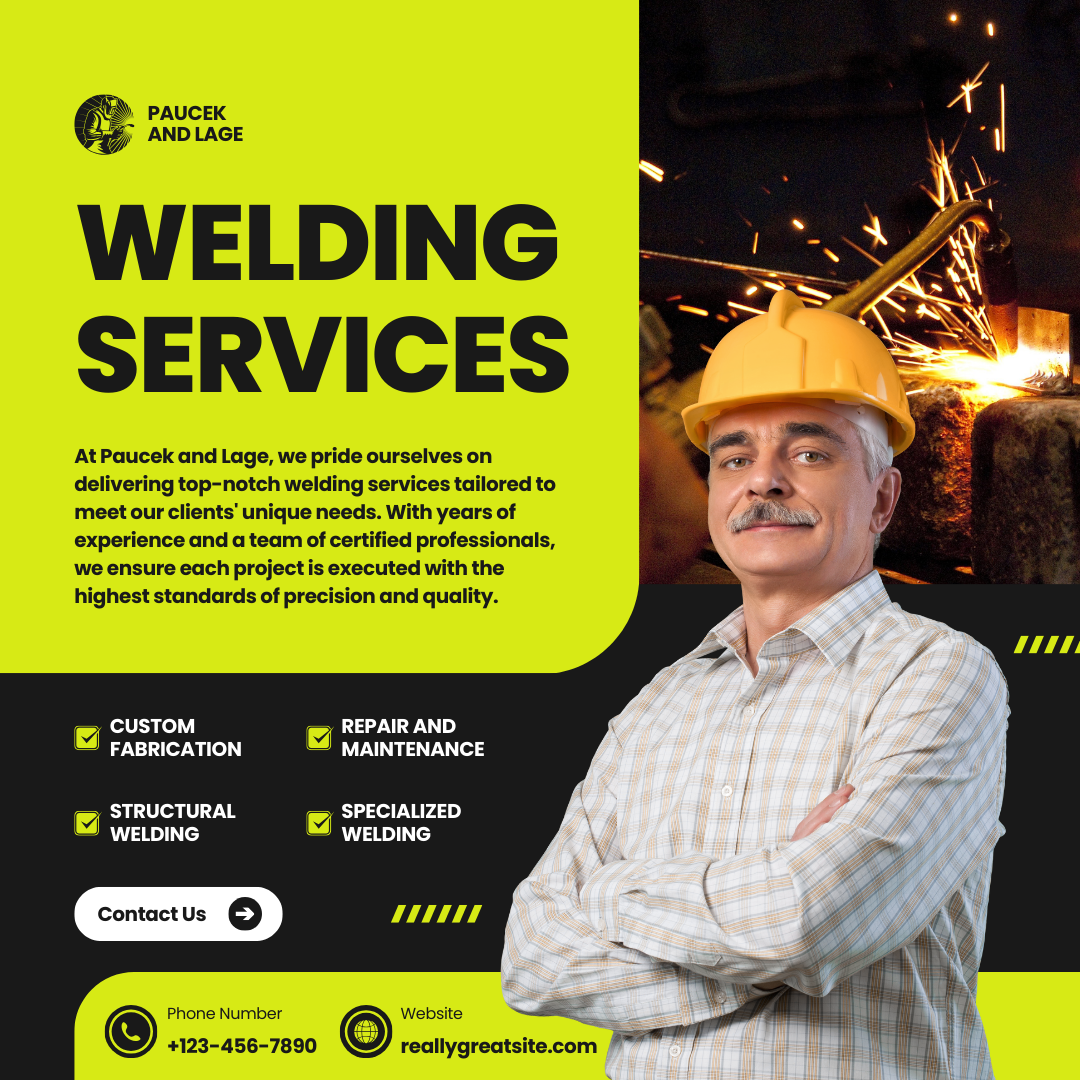 PAUCEK
AND LAGE
WELDING
SERVICES
At Paucek and Lage, we pride ourselves on
delivering top-notch welding services tailored to
meet our clients' unique needs. With years of
experience and a team of certified professionals,
we ensure each project is executed with the
highest standards of precision and quality.
CUSTOM
FABRICATION
REPAIR AND
MAINTENANCE
STRUCTURAL
WELDING
SPECIALIZED
WELDING
Contact Us
Phone Number
+123-456-7890
Website
reallygreatsite.com